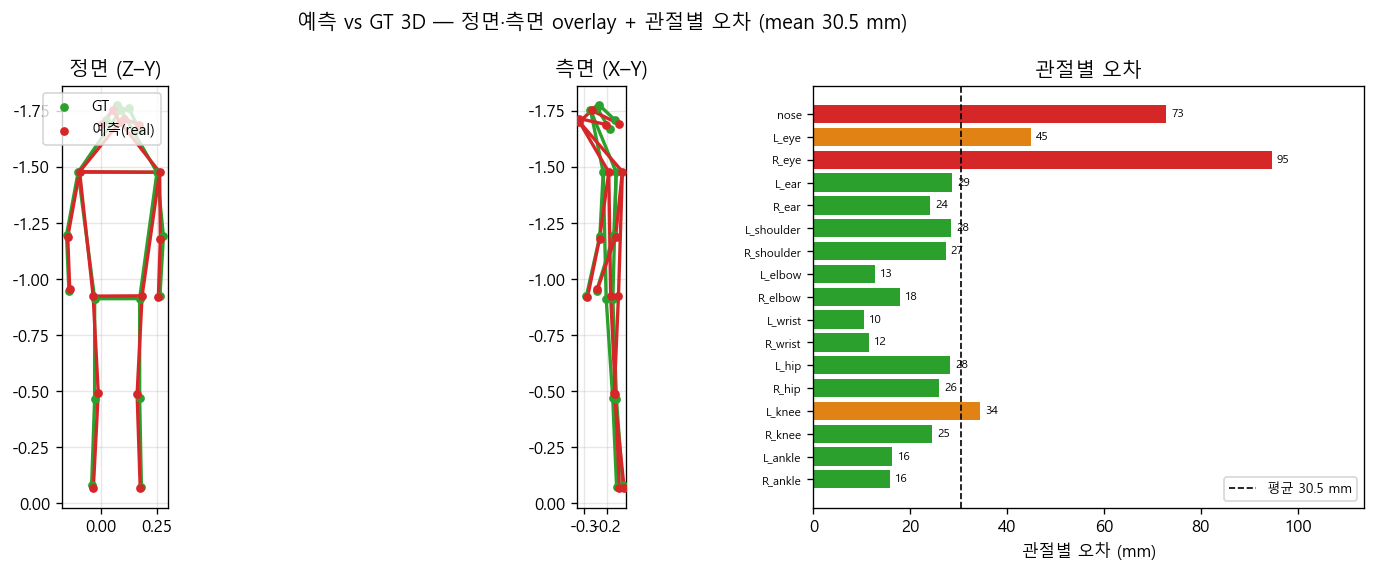 예측 vs GT 3D — 정면·측면 overlay + 관절별 오차 (mean 30.5 mm)
정면 (Z–Y)
GT
예측(real)
-1.75
-1.50
-1.25
-1.00
-0.75
-0.50
-0.25
0.00
0.00 0.25
측면 (X–Y)
-1.75
-1.50
-1.25
-1.00
-0.75
-0.50
-0.25
0.00
-0.3 -0.2
관절별 오차
nose 73
L_eye 45
R_eye 95
L_ear 29
R_ear 24
L_shoulder 28
R_shoulder 27
L_elbow 13
R_elbow 18
L_wrist 10
R_wrist 12
L_hip 28
R_hip 26
L_knee 34
R_knee 25
L_ankle 16
R_ankle 16
평균 30.5 mm
0 20 40 60 80 100
관절별 오차 (mm)